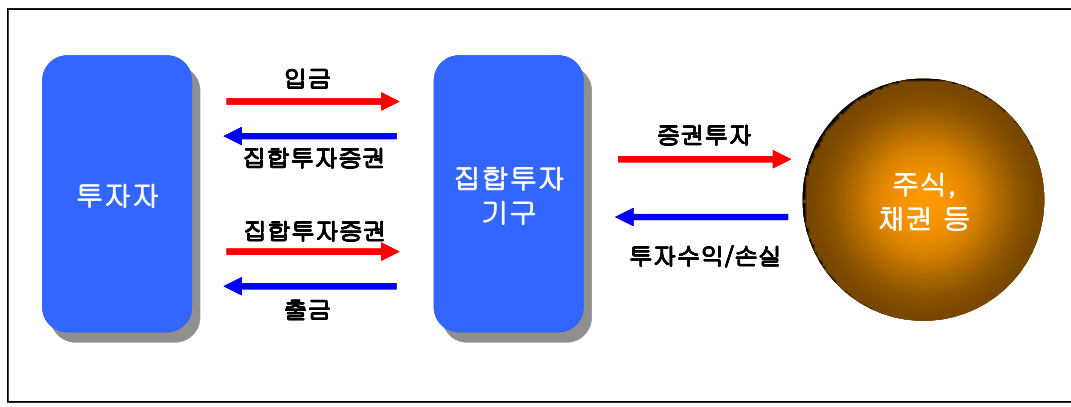 투자자
입금
집합투자증권
집합투자증권
출금
집합투자
기구
증권투자
투자수익/손실
주식,
채권 등